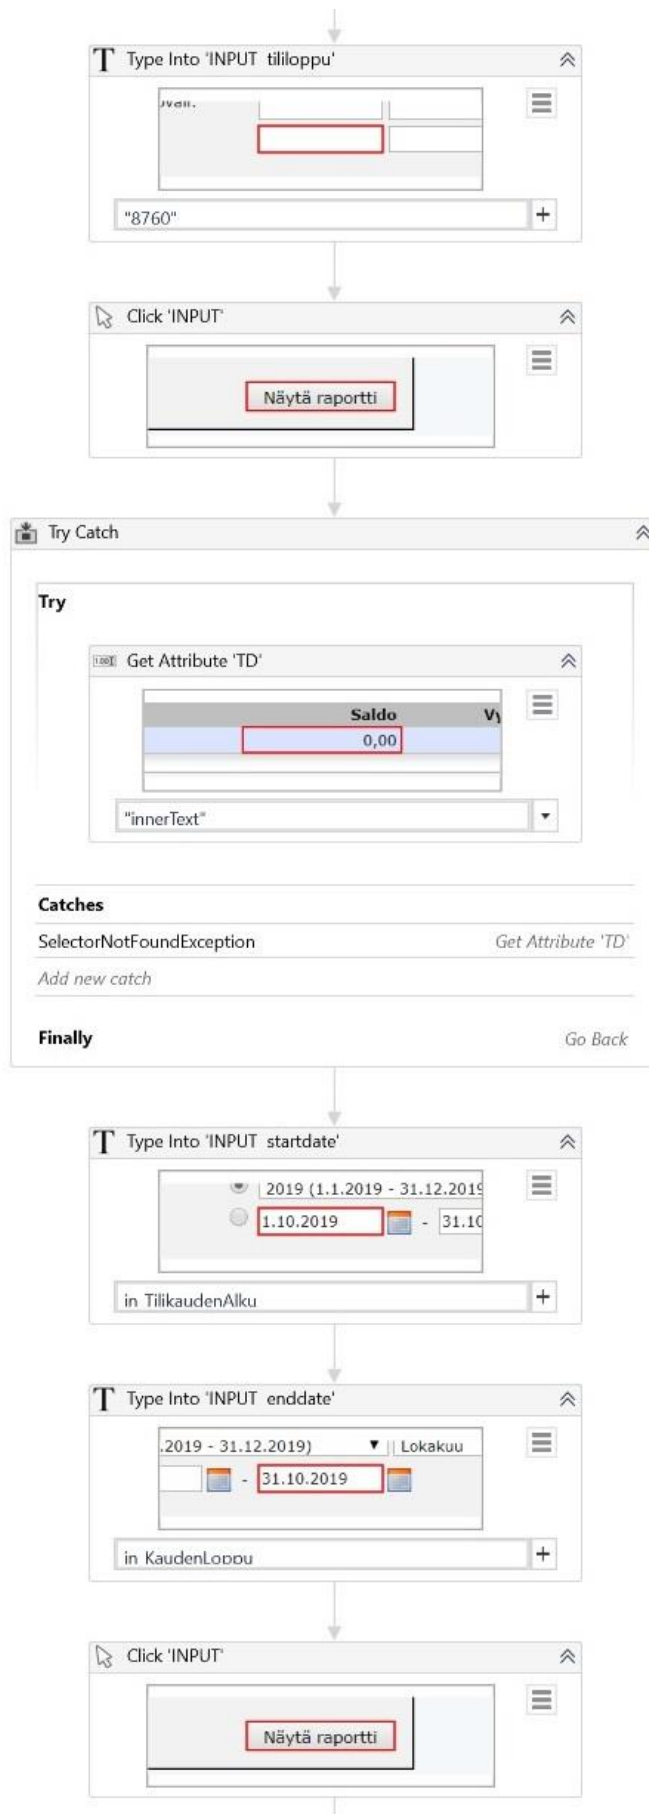 T Type Into 'INPUT tililoppu'
"8760"
+
Click 'INPUT'
Näytä raportti
Try Catch
Try
Get Attribute 'TD'
Saldo
0,00
"innerText"
Catches
SelectorNotFoundException Get Attribute 'TD'
Add new catch
Finally Go Back
T Type Into 'INPUT startdate'
2019 (1.1.2019 - 31.12.2019
1.10.2019 - 31.10
in TilikaudenAlku +
T Type Into 'INPUT enddate'
.2019 - 31.12.2019) Lokakuu
- 31.10.2019
in KaudenLoppu +
Click 'INPUT'
Näytä raportti